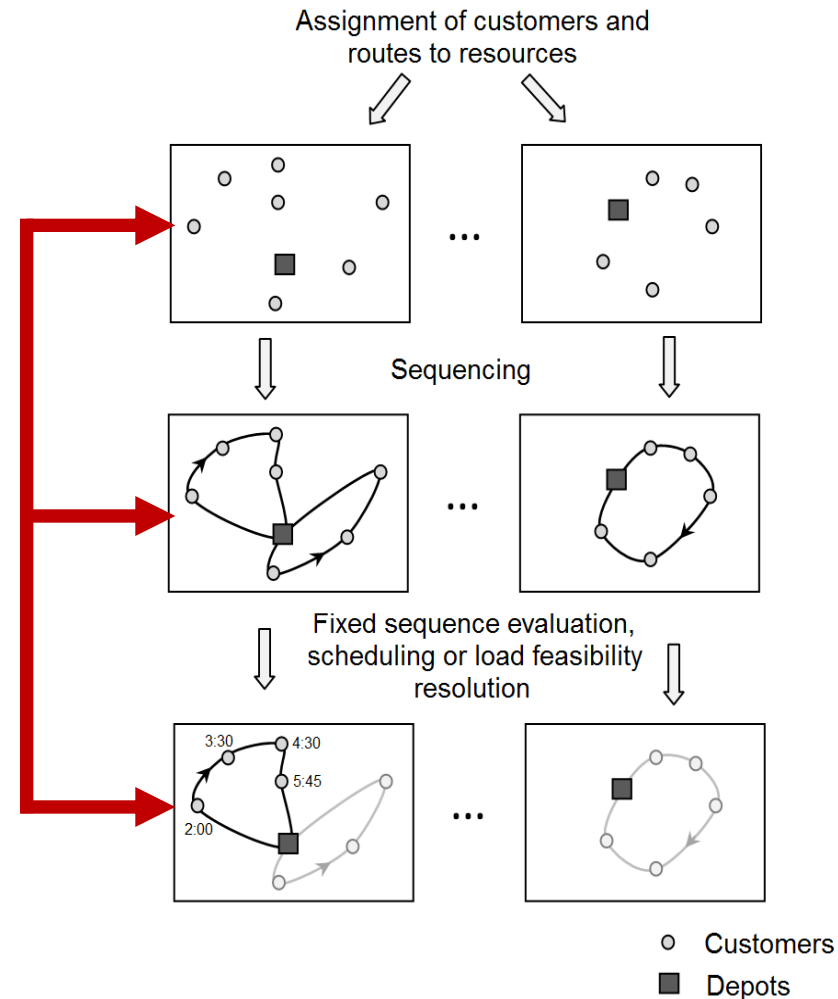 Assignment of customers and
routes to resources
...
Sequencing
...
Fixed sequence evaluation,
scheduling or load feasibility
resolution
3:30
4:30
5:45
2:00
...
Customers
Depots